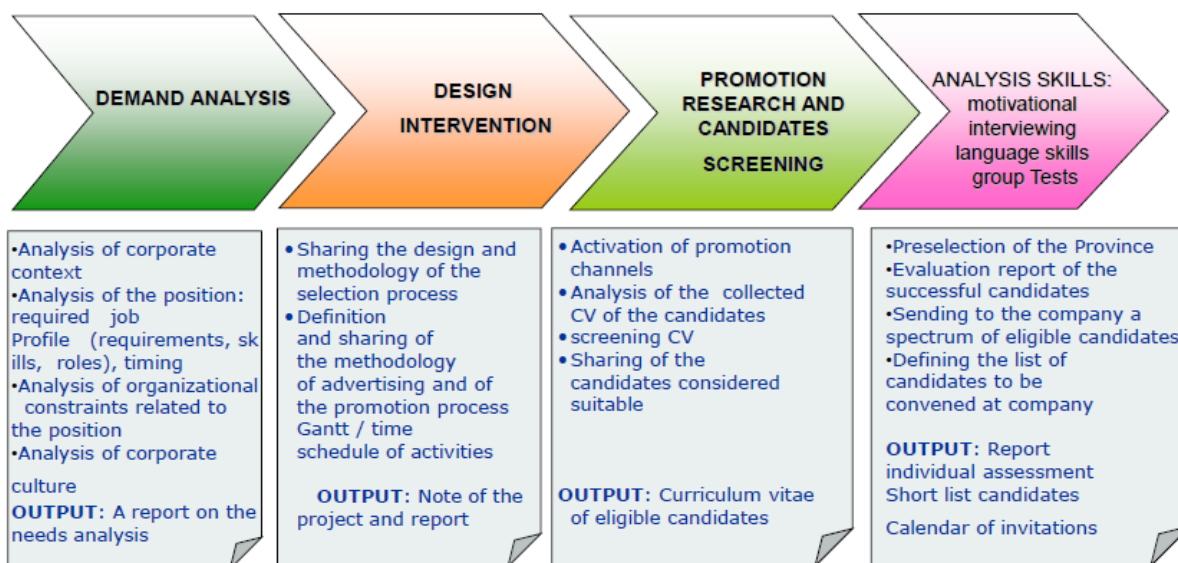 DEMAND ANALYSIS
DESIGN
INTERVENTION
PROMOTION
RESEARCH AND
CANDIDATES
SCREENING
ANALYSIS SKILLS:
motivational
interviewing
language skills
group Tests
•Analysis of corporate
context
•Analysis of the position:
required job
Profile (requirements, sk
ills, roles), timing
•Analysis of organizational
constraints related to
the position
•Analysis of corporate
culture
OUTPUT: A report on the
needs analysis
• Sharing the design and
methodology of the
selection process
• Definition
and sharing of
the methodology
of advertising and of
the promotion process
Gantt / time
schedule of activities
OUTPUT: Note of the
project and report
• Activation of promotion
channels
• Analysis of the collected
CV of the candidates
• screening CV
• Sharing of the
candidates considered
suitable
OUTPUT: Curriculum vitae
of eligible candidates
•Preselection of the Province
•Evaluation report of the
successful candidates
•Sending to the company a
spectrum of eligible candidates
•Defining the list of
candidates to be
convened at company
OUTPUT: Report
individual assessment
Short list candidates
Calendar of invitations